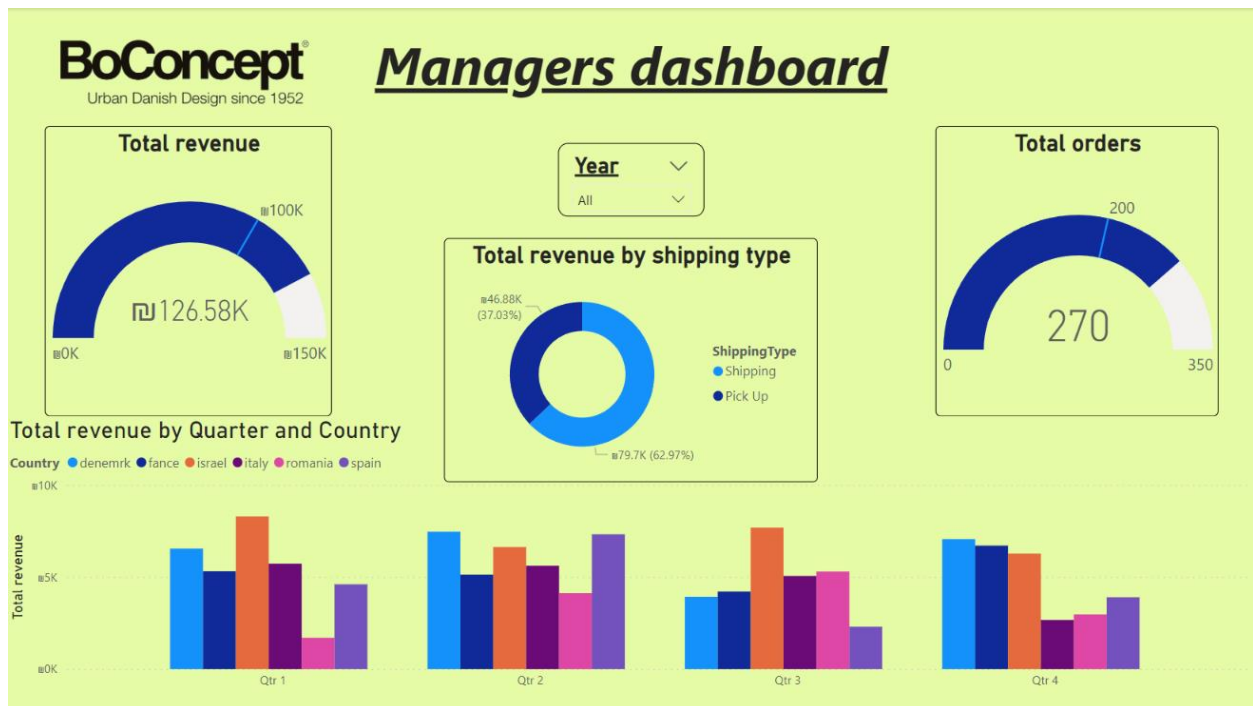 BoConcept®
Urban Danish Design since 1952
Managers dashboard
Total revenue
₪100K
₪126.58K
₪0K
₪150K
Year
All
Total orders
200
270
0
350
Total revenue by shipping type
₪46.88K
(37.03%)
ShippingType
Shipping
Pick Up
₪79.7K (62.97%)
Total revenue by Quarter and Country
Country denemrk fance israel italy romania spain
Total revenue
₪10K
₪5K
₪0K
Qtr 1
Qtr 2
Qtr 3
Qtr 4